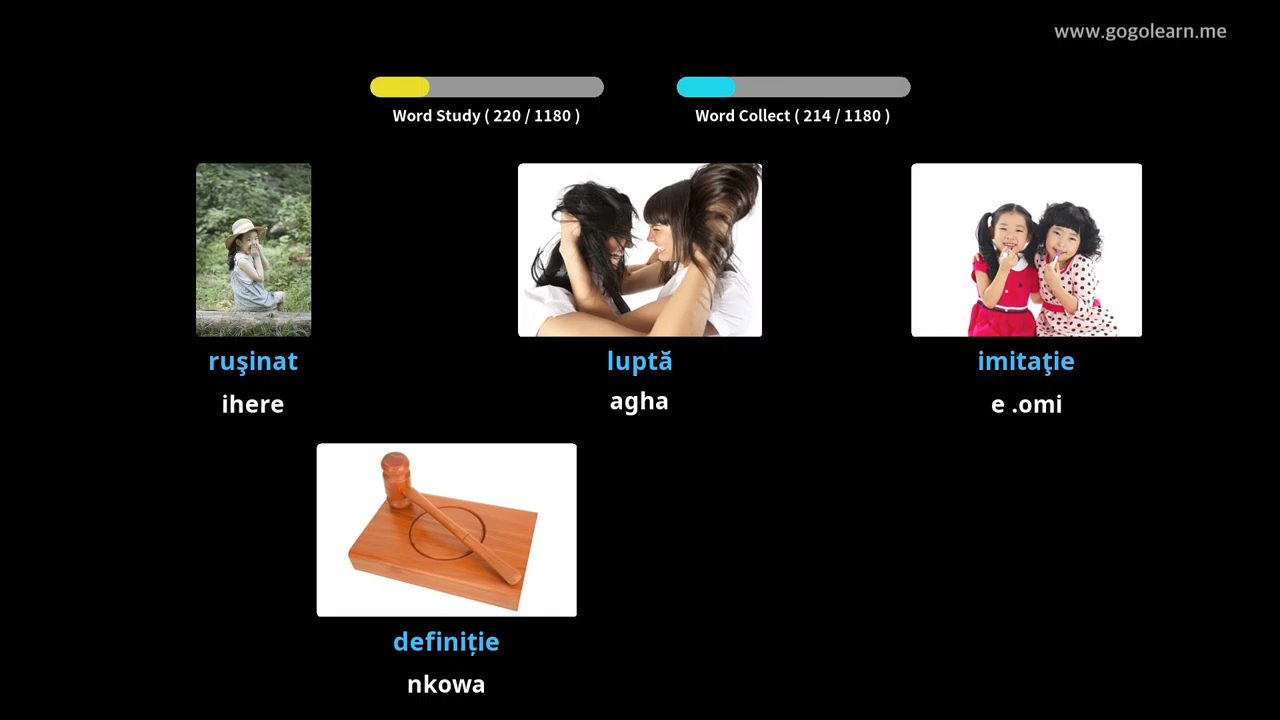 www.gogolearn.me
Word Study ( 220 / 1180 )
Word Collect ( 214 / 1180 )
ruşinat
luptă
imitaţie
ihere
agha
e .omi
definiție
nkowa